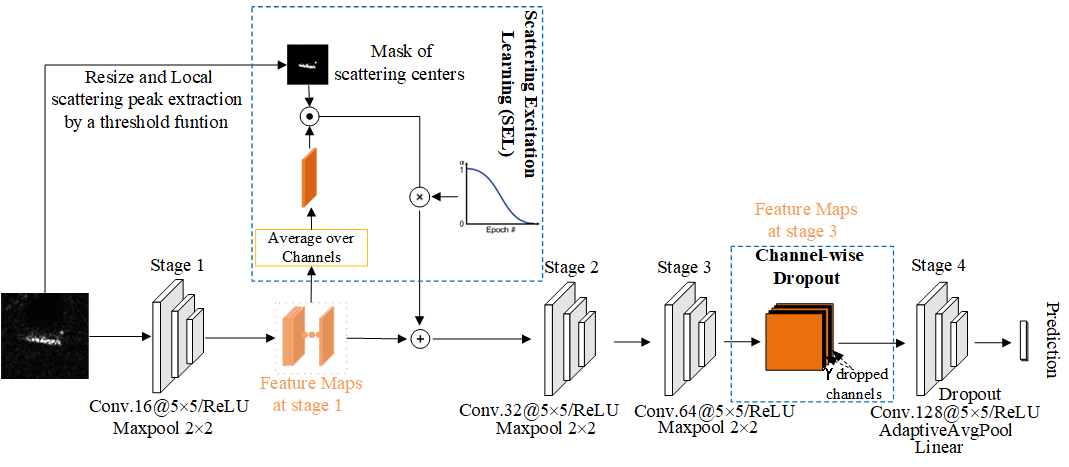 Resize and Local
scattering peak extraction
by a threshold funtion
Mask of
scattering centers
Scattering Excitation
Learning (SEL)
α
1
0
Epoch #
Average over
Channels
Stage 1
Feature Maps
at stage 1
Conv.16@5×5/ReLU
Maxpool 2×2
Stage 2
Conv.32@5×5/ReLU
Maxpool 2×2
Stage 3
Conv.64@5×5/ReLU
Maxpool 2×2
Feature Maps
at stage 3
Channel-wise
Dropout
γ dropped
channels
Stage 4
Dropout
Conv.128@5×5/ReLU
AdaptiveAvgPool
Linear
Prediction